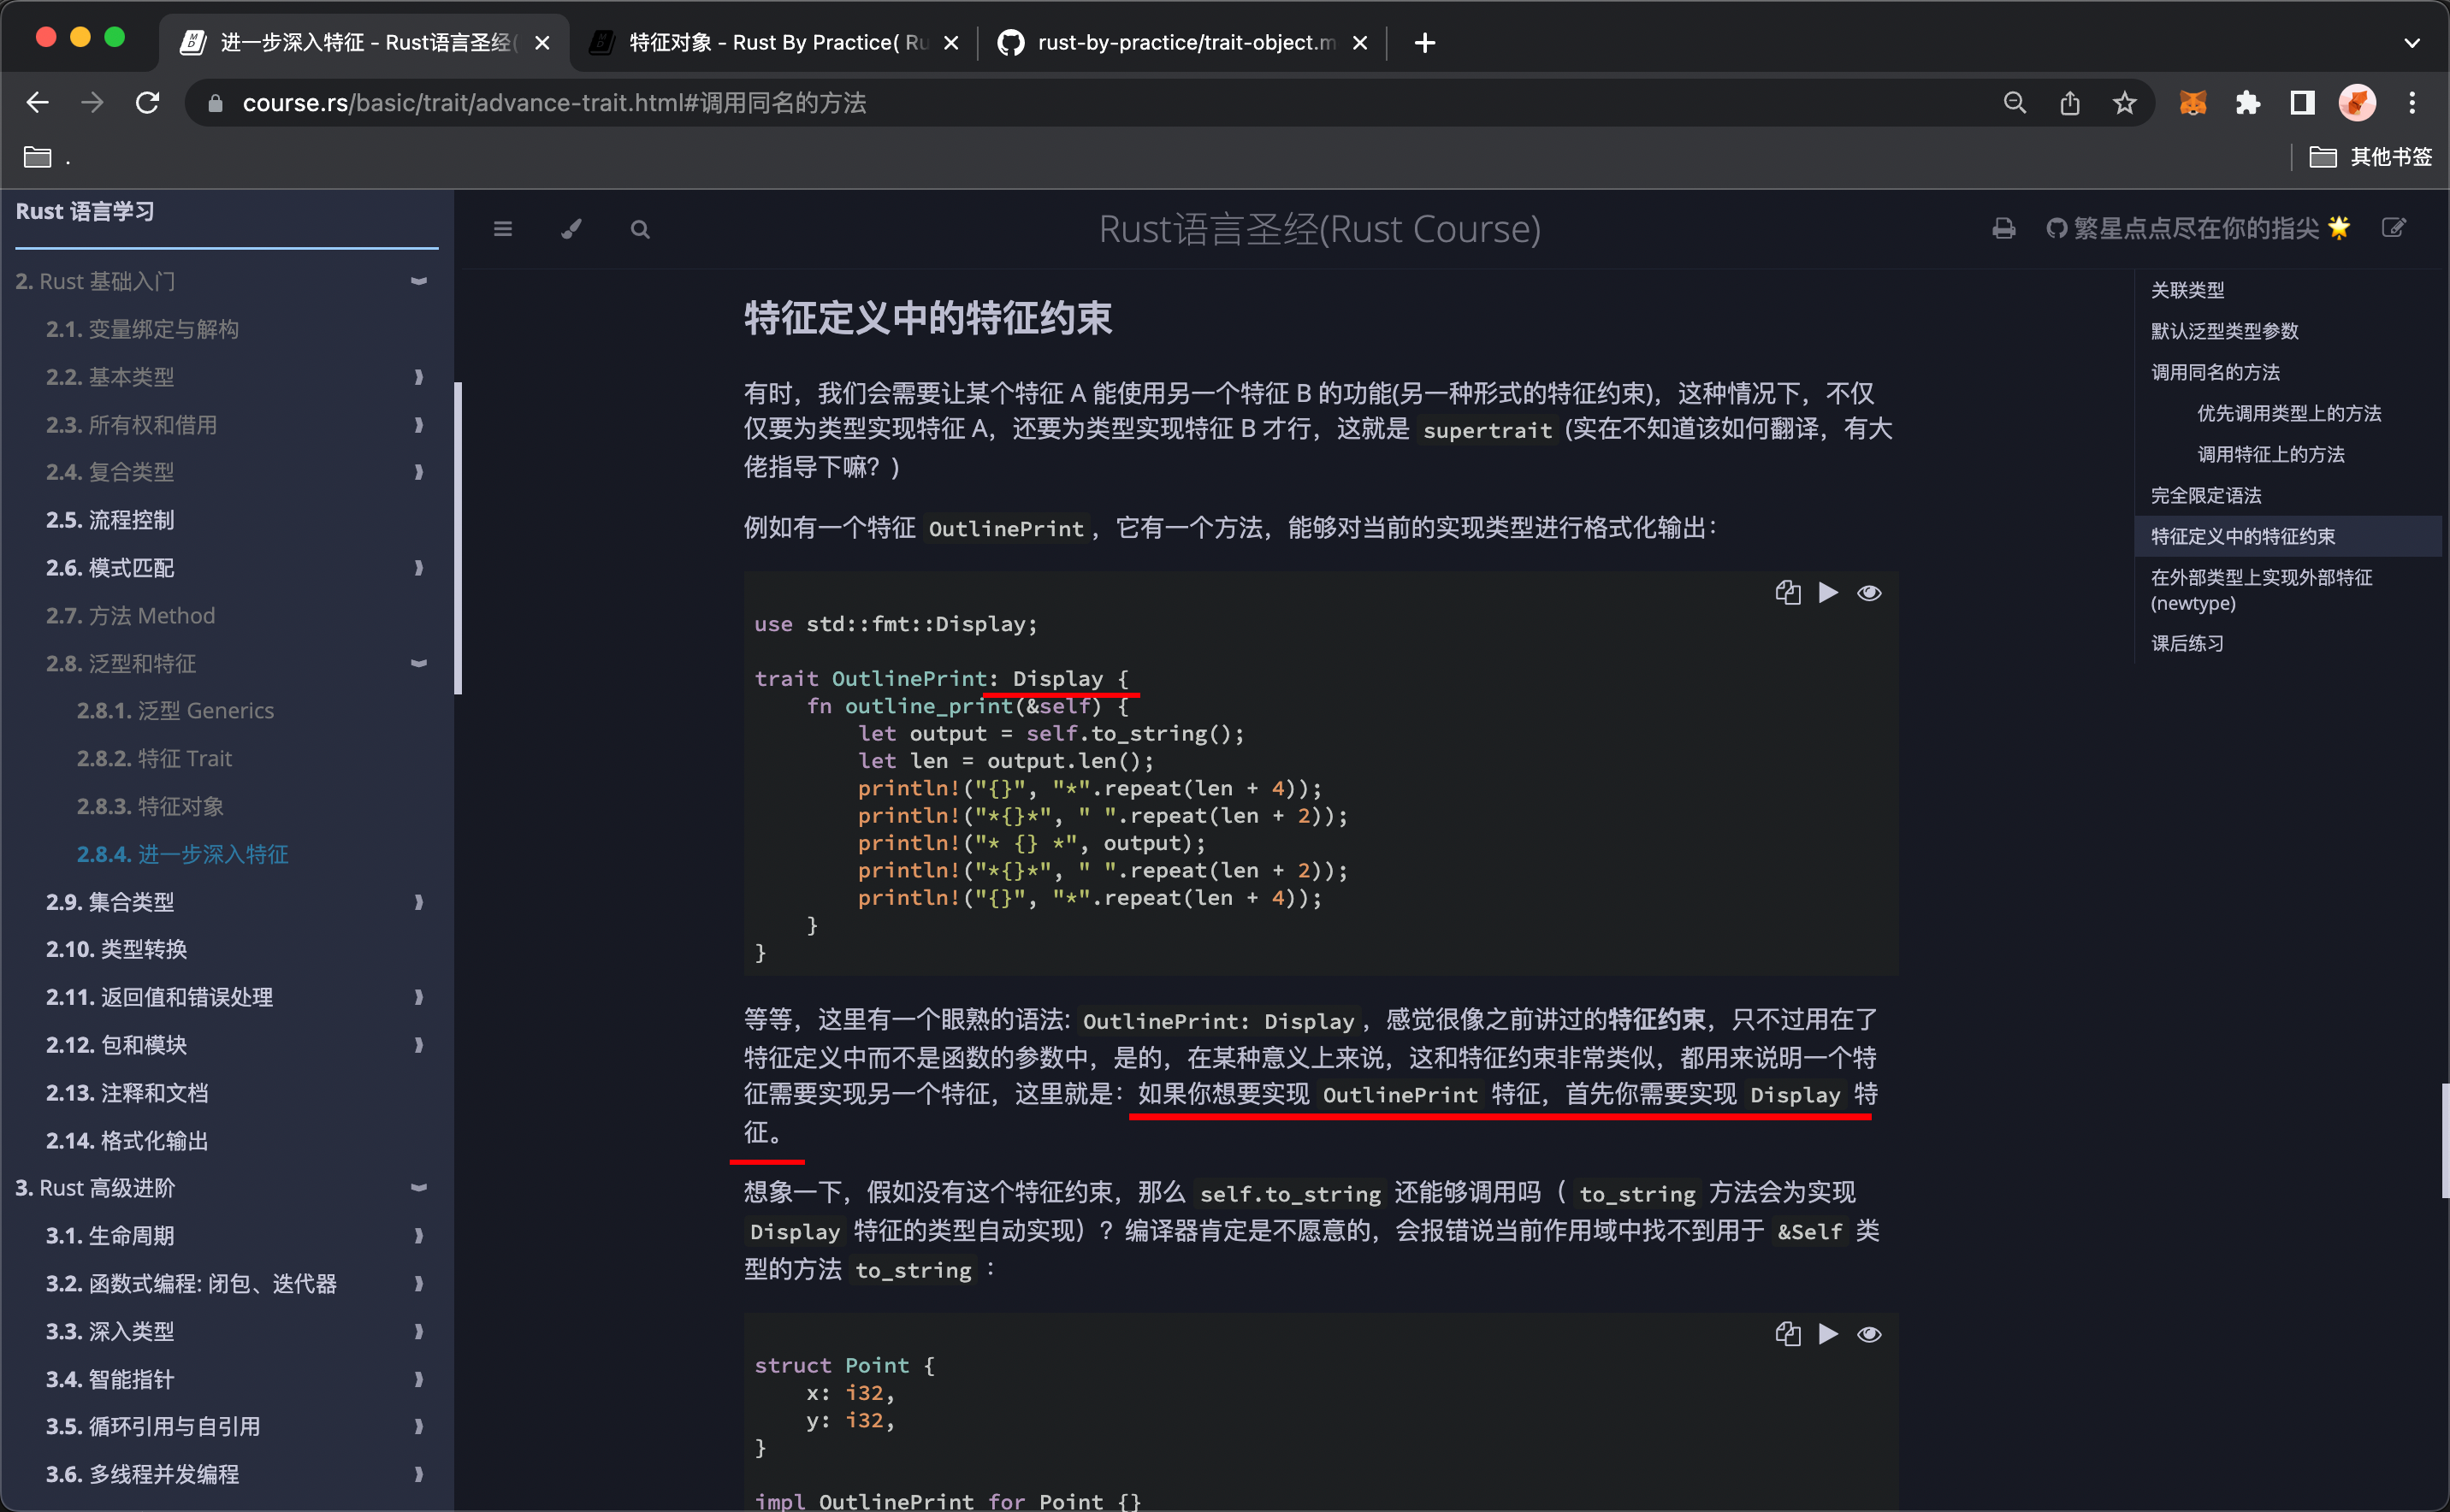 进一步深入特征 - Rust语言圣经(
特征对象 - Rust By Practice( Ru
rust-by-practice/trait-object.m
course.rs/basic/trait/advance-trait.html#调用同名的方法
.
其他书签
Rust 语言学习
2. Rust 基础入门
2.1. 变量绑定与解构
2.2. 基本类型
2.3. 所有权和借用
2.4. 复合类型
2.5. 流程控制
2.6. 模式匹配
2.7. 方法 Method
2.8. 泛型和特征
2.8.1. 泛型 Generics
2.8.2. 特征 Trait
2.8.3. 特征对象
2.8.4. 进一步深入特征
2.9. 集合类型
2.10. 类型转换
2.11. 返回值和错误处理
2.12. 包和模块
2.13. 注释和文档
2.14. 格式化输出
3. Rust 高级进阶
3.1. 生命周期
3.2. 函数式编程: 闭包、迭代器
3.3. 深入类型
3.4. 智能指针
3.5. 循环引用与自引用
3.6. 多线程并发编程
Rust语言圣经(Rust Course)
繁星点点尽在你的指尖 🌟
特征定义中的特征约束
有时，我们会需要让某个特征 A 能使用另一个特征 B 的功能(另一种形式的特征约束)，这种情况下，不仅
仅要为类型实现特征 A，还要为类型实现特征 B 才行，这就是 supertrait (实在不知道该如何翻译，有大
佬指导下嘛？)
例如有一个特征 OutlinePrint，它有一个方法，能够对当前的实现类型进行格式化输出：
use std::fmt::Display;
trait OutlinePrint: Display {
    fn outline_print(&self) {
        let output = self.to_string();
        let len = output.len();
        println!("{}", "*".repeat(len + 4));
        println!("*{}*", " ".repeat(len + 2));
        println!("* {} *", output);
        println!("*{}*", " ".repeat(len + 2));
        println!("{}", "*".repeat(len + 4));
    }
}
等等，这里有一个眼熟的语法: OutlinePrint: Display，感觉很像之前讲过的特征约束，只不过用在了
特征定义中而不是函数的参数中，是的，在某种意义上来说，这和特征约束非常类似，都用来说明一个特
征需要实现另一个特征，这里就是：如果你想要实现 OutlinePrint 特征，首先你需要实现 Display 特
征。
想象一下，假如没有这个特征约束，那么 self.to_string 还能够调用吗（ to_string 方法会为实现
Display 特征的类型自动实现）？编译器肯定是不愿意的，会报错说当前作用域中找不到用于 &Self 类
型的方法 to_string ：
struct Point {
    x: i32,
    y: i32,
}
impl OutlinePrint for Point {}
关联类型
默认泛型类型参数
调用同名的方法
优先调用类型上的方法
调用特征上的方法
完全限定语法
特征定义中的特征约束
在外部类型上实现外部特征
(newtype)
课后练习